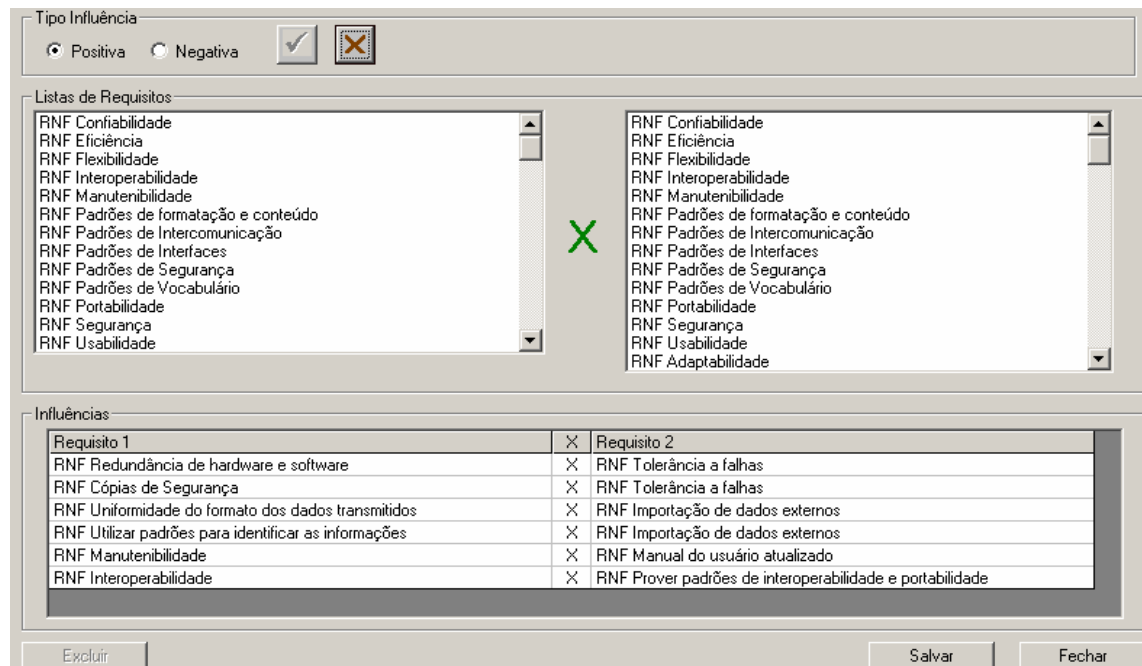 Tipo Influência
Positiva Negativa
Listas de Requisitos
RNF Confiabilidade
RNF Eficiência
RNF Flexibilidade
RNF Interoperabilidade
RNF Manutenibilidade
RNF Padrões de formatação e conteúdo
RNF Padrões de Intercomunicação
RNF Padrões de Interfaces
RNF Padrões de Segurança
RNF Padrões de Vocabulário
RNF Portabilidade
RNF Segurança
RNF Usabilidade
X
RNF Confiabilidade
RNF Eficiência
RNF Flexibilidade
RNF Interoperabilidade
RNF Manutenibilidade
RNF Padrões de formatação e conteúdo
RNF Padrões de Intercomunicação
RNF Padrões de Interfaces
RNF Padrões de Segurança
RNF Padrões de Vocabulário
RNF Portabilidade
RNF Segurança
RNF Usabilidade
RNF Adaptabilidade
Influências
Requisito 1 X Requisito 2
RNF Redundância de hardware e software X RNF Tolerância a falhas
RNF Cópias de Segurança X RNF Tolerância a falhas
RNF Uniformidade do formato dos dados transmitidos X RNF Importação de dados externos
RNF Utilizar padrões para identificar as informações X RNF Importação de dados externos
RNF Manutenibilidade X RNF Manual do usuário atualizado
RNF Interoperabilidade X RNF Prover padrões de interoperabilidade e portabilidade
Excluir Salvar Fechar